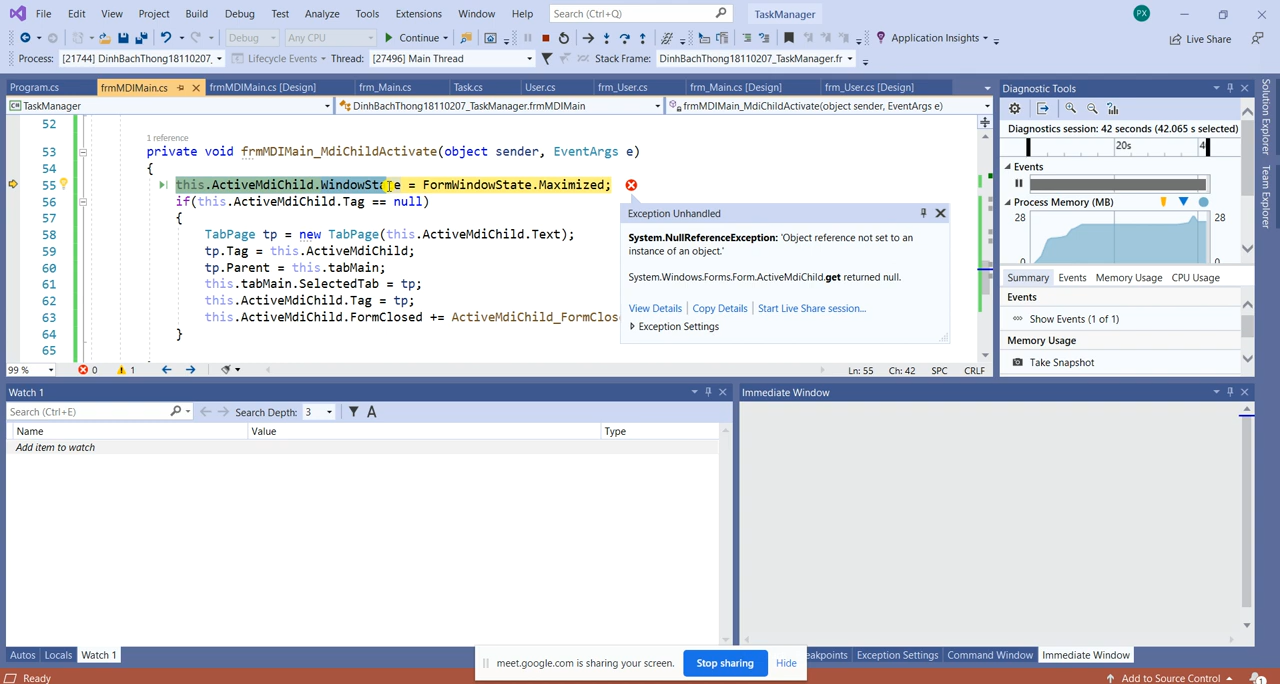 File Edit View Project Build Debug Test Analyze Tools Extensions Window Help Search (Ctrl+Q) TaskManager PX
Debug Any CPU Continue Application Insights Live Share
Process: [21744] DinhBachThong18110207_ Lifecycle Events Thread: [27496] Main Thread Stack Frame: DinhBachThong18110207_TaskManager.fr
Program.cs frmMDIMain.cs frmMDIMain.cs [Design] frm_Main.cs Task.cs User.cs frm_User.cs frm_Main.cs [Design] frm_User.cs [Design]
TaskManager DinhBachThong18110207_TaskManager.frmMDIMain frmMDIMain_MdiChildActivate(object sender, EventArgs e)
52
1 reference
53 private void frmMDIMain_MdiChildActivate(object sender, EventArgs e)
54 {
55 this.ActiveMdiChild.WindowState = FormWindowState.Maximized;
56 if(this.ActiveMdiChild.Tag == null)
57 {
58 TabPage tp = new TabPage(this.ActiveMdiChild.Text);
59 tp.Tag = this.ActiveMdiChild;
60 tp.Parent = this.tabMain;
61 this.tabMain.SelectedTab = tp;
62 this.ActiveMdiChild.Tag = tp;
63 this.ActiveMdiChild.FormClosed += ActiveMdiChild_FormClose
64 }
65
Exception Unhandled
System.NullReferenceException: 'Object reference not set to an
instance of an object.'
System.Windows.Forms.Form.ActiveMdiChild.get returned null.
View Details Copy Details Start Live Share session...
Exception Settings
99 % 0 1 Ln: 55 Ch: 42 SPC CRLF
Diagnostic Tools
Diagnostics session: 42 seconds (42.065 s selected)
20s 4
Events
Process Memory (MB)
28 28
0 0
Summary Events Memory Usage CPU Usage
Events
Show Events (1 of 1)
Memory Usage
Take Snapshot
Solution Explorer
Team Explorer
Watch 1
Search (Ctrl+E) Search Depth: 3 A
Name Value Type
Add item to watch
Immediate Window
Autos Locals Watch 1
eakpoints Exception Settings Command Window Immediate Window
meet.google.com is sharing your screen. Stop sharing Hide
Ready Add to Source Control 1